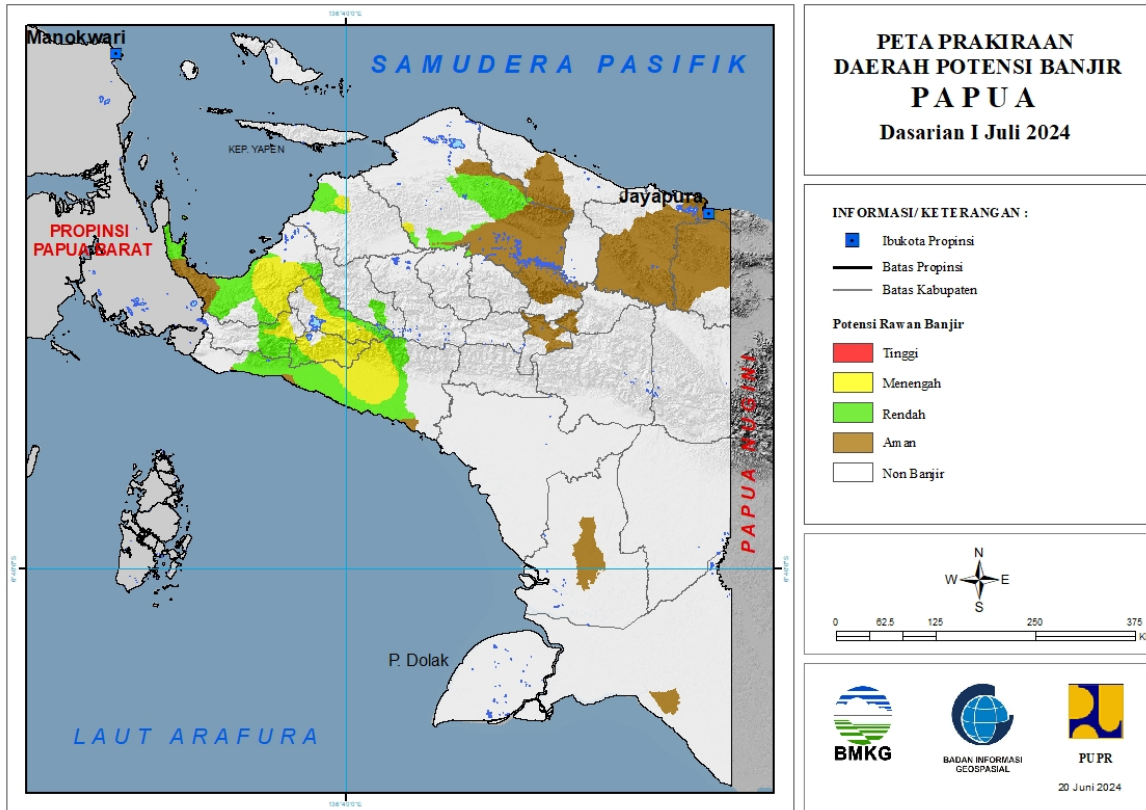 Manokwari
SAMUDERA PASIFIK
KEP. YAPEN
Jayapura
PROPINSI
PAPUA BARAT
PAPUA NUGINI
P. Dolak
LAUT ARAFURA
PETA PRAKIRAAN
DAERAH POTENSI BANJIR
PAPUA
Dasarian I Juli 2024
INFORMASI/ KETERANGAN :
Ibukota Propinsi
Batas Propinsi
Batas Kabupaten
Potensi Rawan Banjir
Tinggi
Menengah
Rendah
Aman
Non Banjir
N
W E
S
0 62.5 125 250 375
K
BMKG
BADAN INFORMASI
GEOSPASIAL
PUPR
20 Juni 2024